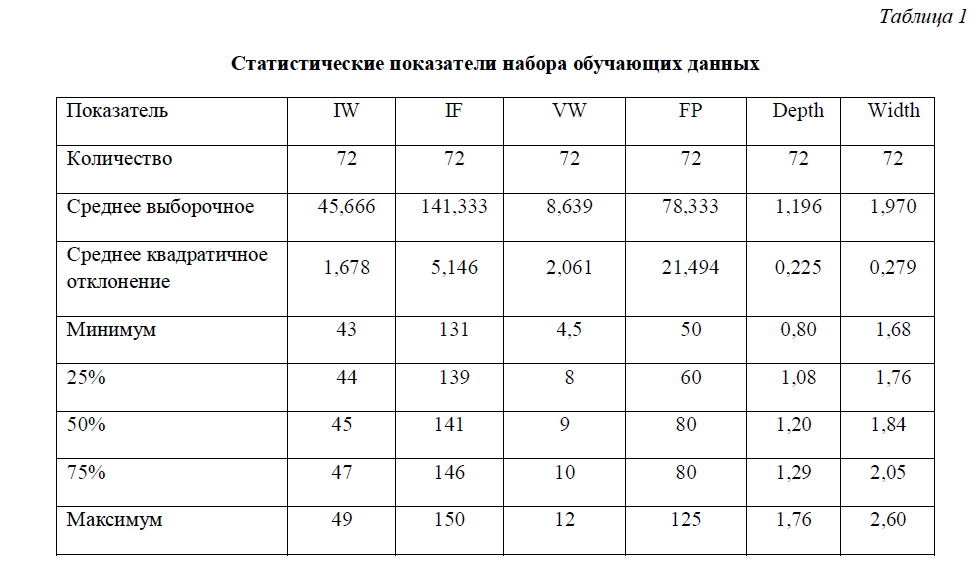 Таблица 1
Статистические показатели набора обучающих данных
Показатель IW IF VW FP Depth Width
Количество 72 72 72 72 72 72
Среднее выборочное 45,666 141,333 8,639 78,333 1,196 1,970
Среднее квадратичное
отклонение 1,678 5,146 2,061 21,494 0,225 0,279
Минимум 43 131 4,5 50 0,80 1,68
25% 44 139 8 60 1,08 1,76
50% 45 141 9 80 1,20 1,84
75% 47 146 10 80 1,29 2,05
Максимум 49 150 12 125 1,76 2,60